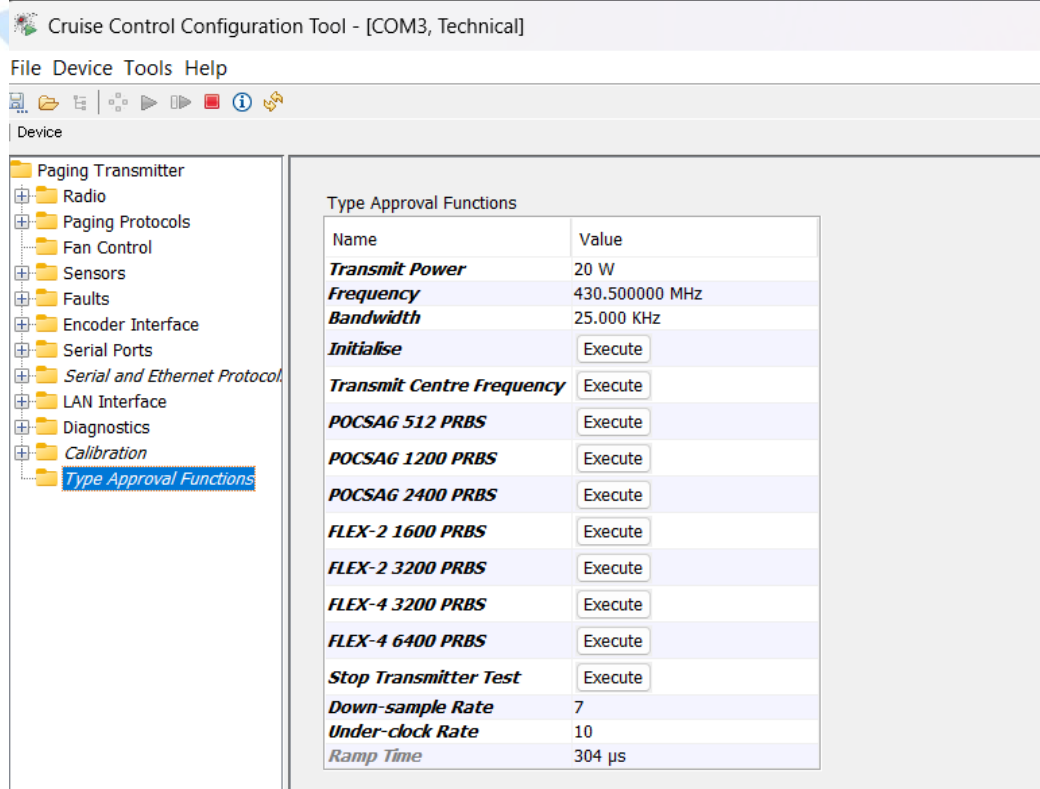 Cruise Control Configuration Tool - [COM3, Technical]
File Device Tools Help
Device
Paging Transmitter
Radio
Paging Protocols
Fan Control
Sensors
Faults
Encoder Interface
Serial Ports
Serial and Ethernet Protocol
LAN Interface
Diagnostics
Calibration
Type Approval Functions
Type Approval Functions
Name Value
Transmit Power 20 W
Frequency 430.500000 MHz
Bandwidth 25.000 KHz
Initialise Execute
Transmit Centre Frequency Execute
POCSAG 512 PRBS Execute
POCSAG 1200 PRBS Execute
POCSAG 2400 PRBS Execute
FLEX-2 1600 PRBS Execute
FLEX-2 3200 PRBS Execute
FLEX-4 3200 PRBS Execute
FLEX-4 6400 PRBS Execute
Stop Transmitter Test Execute
Down-sample Rate 7
Under-clock Rate 10
Ramp Time 304 µs